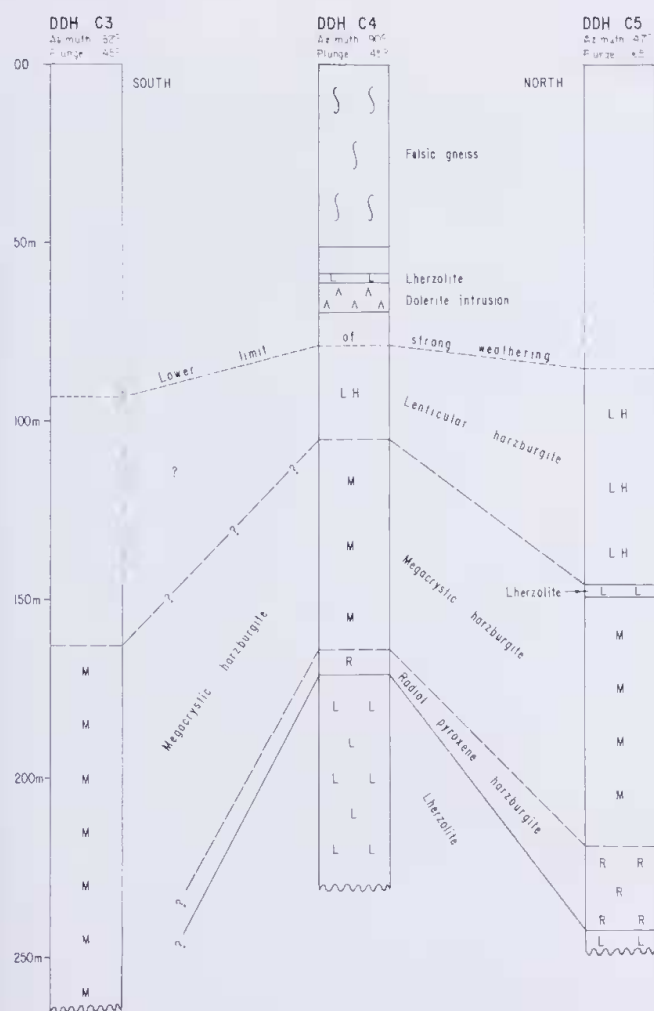 DDH C3
Azimuth
Plunge
DDH C4
Azimuth
Plunge
DDH C5
Azimuth
Plunge
00
SOUTH
NORTH
Falsic gneiss
50m
L L
Lherzolite
Λ Λ
Λ Λ Λ
Dolerite intrusion
Lower limit of strong weathering
100m
LH
Lenticular harzburgite
LH
?
?
M
LH
?
M
Megacrystic harzburgite
LH
150m
?
M
Lherzolite
L L
M
M
R
M
Megacrystic harzburgite
Radial pyroxene harzburgite
M
M
L L
M
L
200m
M
L L
M
M
L
Lherzolite
M
L L
R R
M
?
R
M
?
R R
L L
250m
M